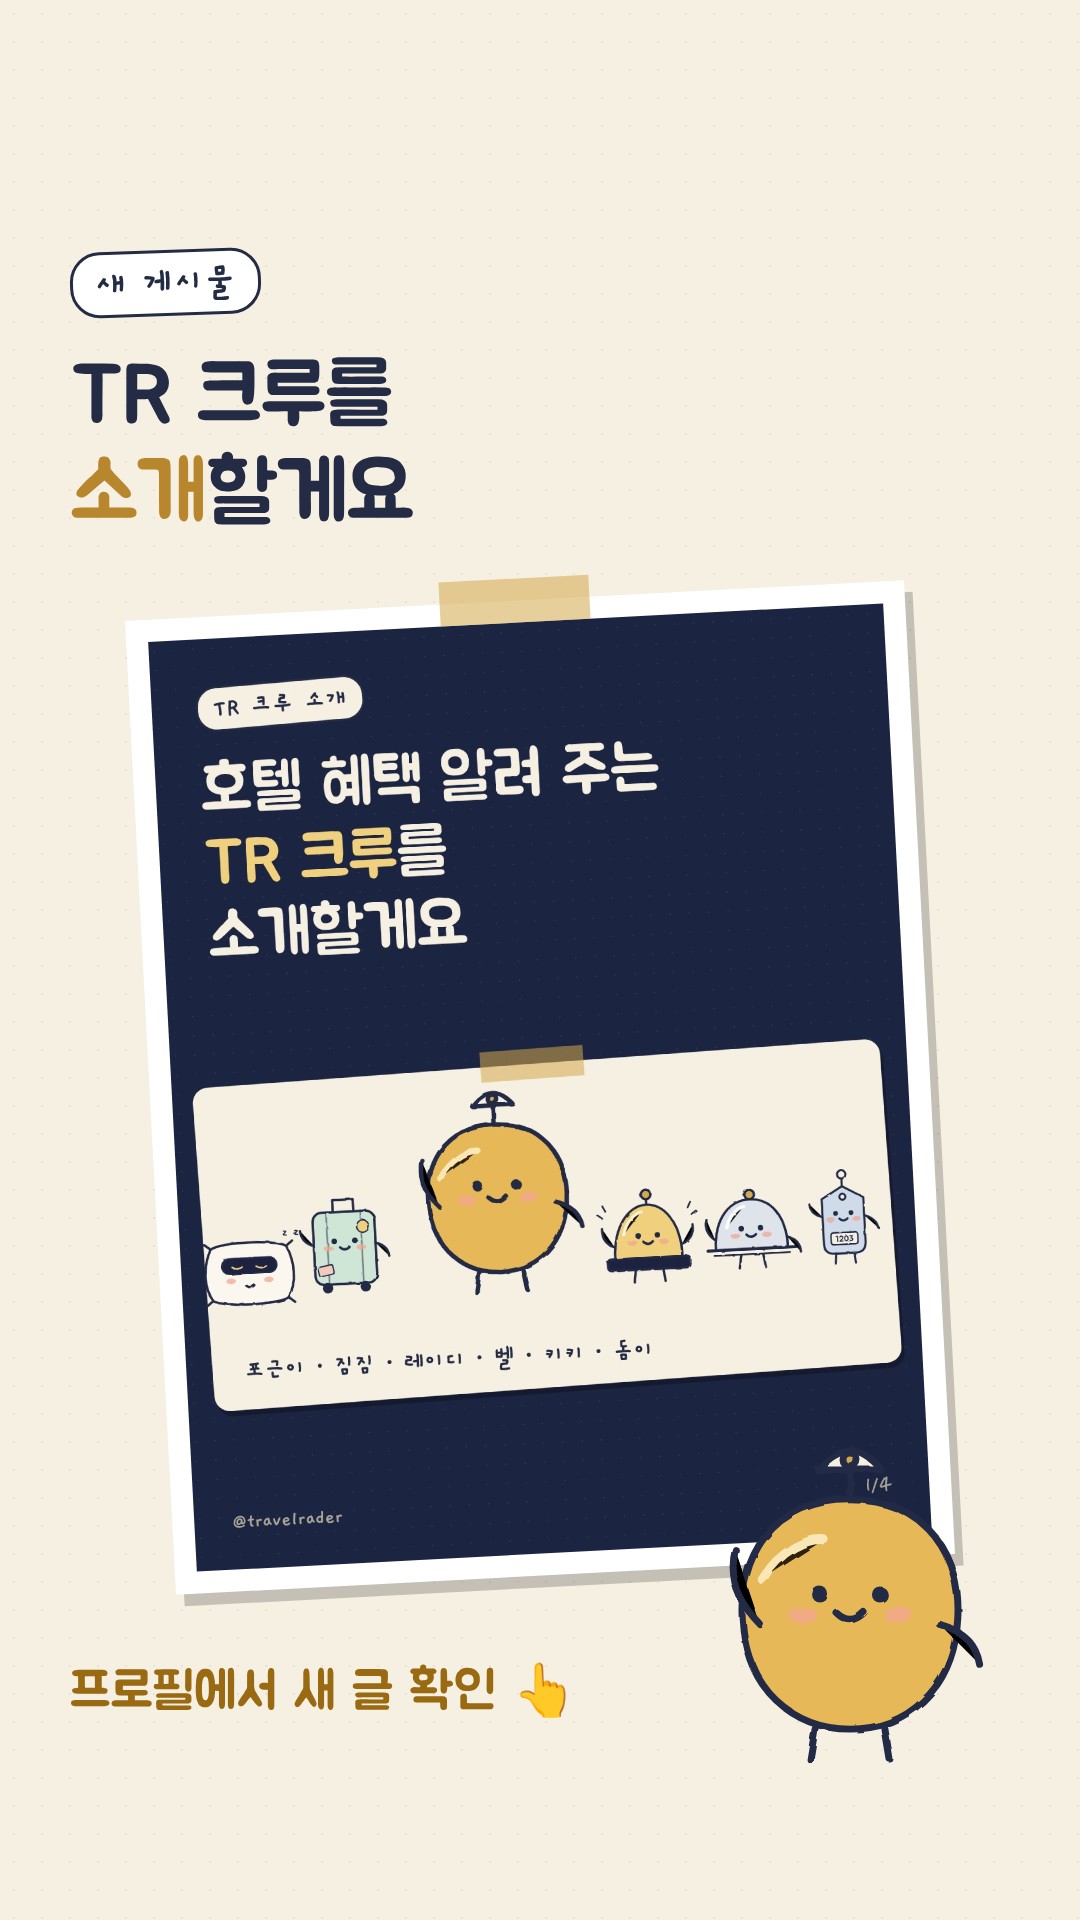 새 게시물
TR 크루를
소개할게요
TR 크루 소개
호텔 혜택 알려 주는
TR 크루를
소개할게요
z z
1203
포근이 · 짐짐 · 레이디 · 벨 · 키키 · 돔이
@travelrader
1/4
프로필에서 새 글 확인 👆